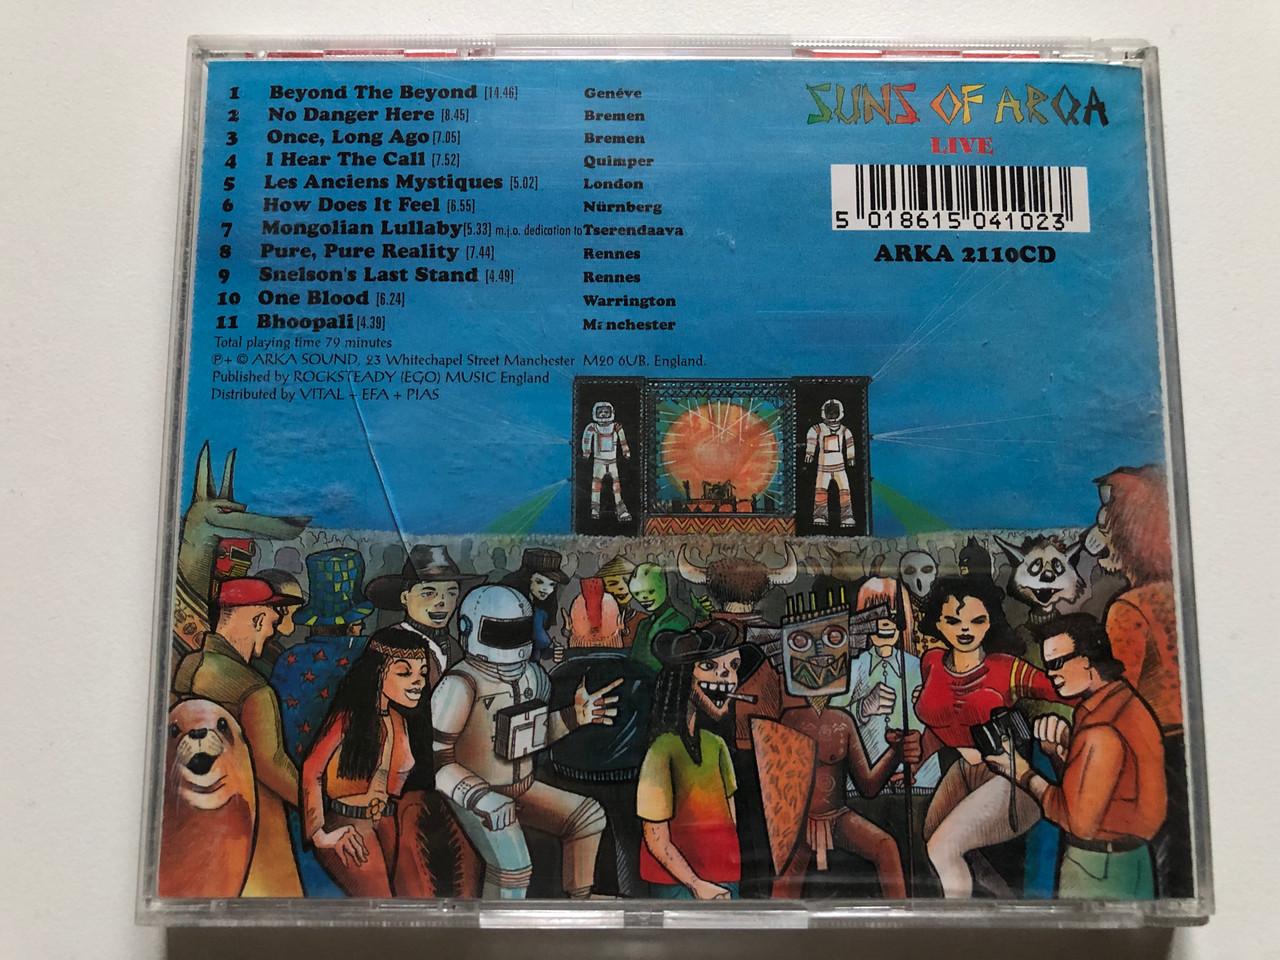 SUNS OF ARQA
LIVE
5 018615 041023
ARKA 2110CD
1 Beyond The Beyond [14.46] Genéve
2 No Danger Here [8.45] Bremen
3 Once, Long Ago [7.05] Bremen
4 I Hear The Call [7.52] Quimper
5 Les Anciens Mystiques [5.02] London
6 How Does It Feel [6.55] Nürnberg
7 Mongolian Lullaby [5.33] m.j.o. dedication to Tserendaava
8 Pure, Pure Reality [7.44] Rennes
9 Snelson's Last Stand [4.49] Rennes
10 One Blood [6.24] Warrington
11 Bhoopali [4.39] Manchester
Total playing time 79 minutes
℗+ © ARKA SOUND, 23 Whitechapel Street Manchester M20 6UB. England.
Published by ROCKSTEADY (EGO) MUSIC England
Distributed by VITAL + EFA + PIAS